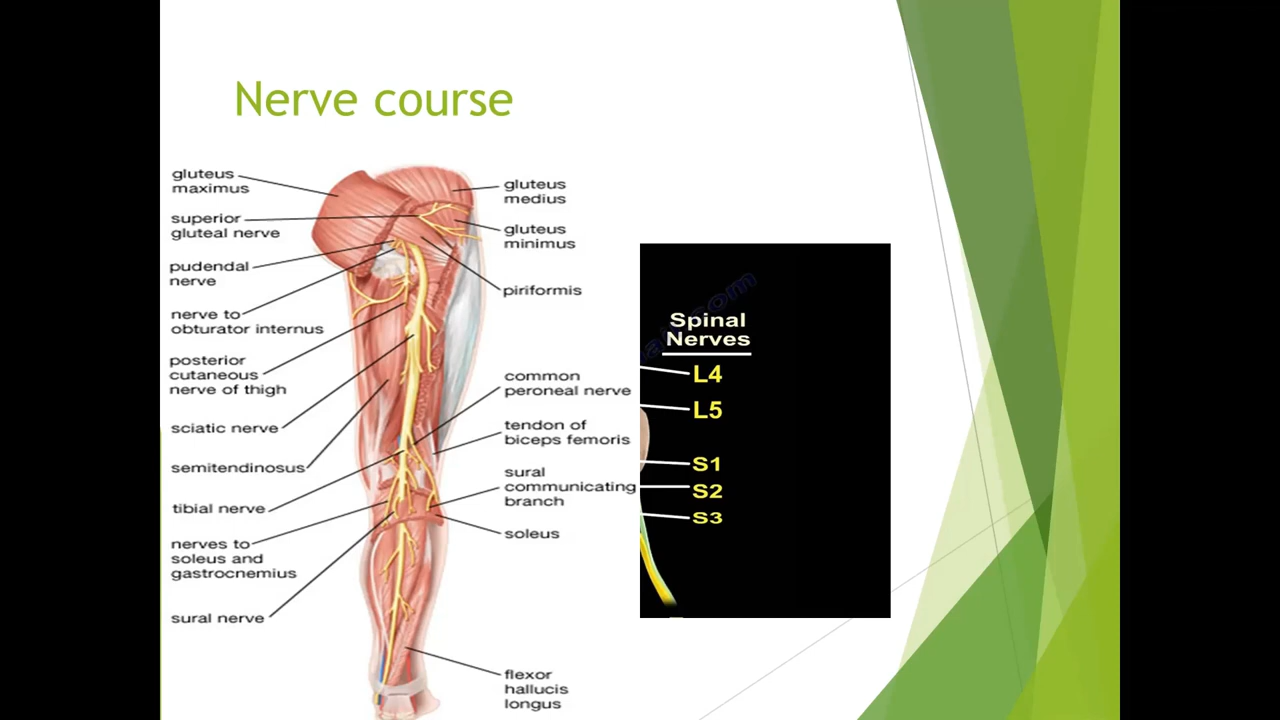 Nerve course
gluteus
maximus
superior
gluteal nerve
pudendal
nerve
nerve to
obturator internus
posterior
cutaneous
nerve of thigh
sciatic nerve
semitendinosus
tibial nerve
nerves to
soleus and
gastrocnemius
sural nerve
gluteus
medius
gluteus
minimus
piriformis
common
peroneal nerve
tendon of
biceps femoris
sural
communicating
branch
soleus
flexor
hallucis
longus
Spinal
Nerves
L4
L5
S1
S2
S3